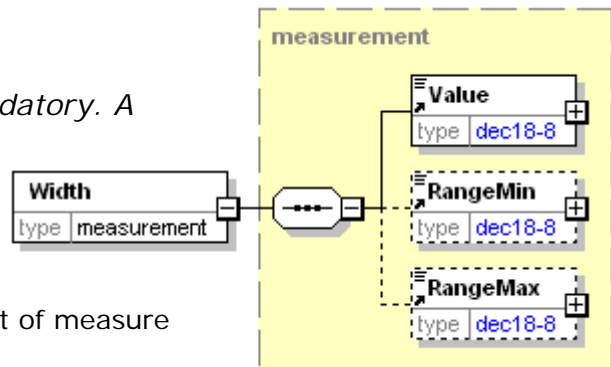 measurement
datory. A
Value
type dec18-8
Width
type measurement
RangeMin
type dec18-8
RangeMax
type dec18-8
t of measure